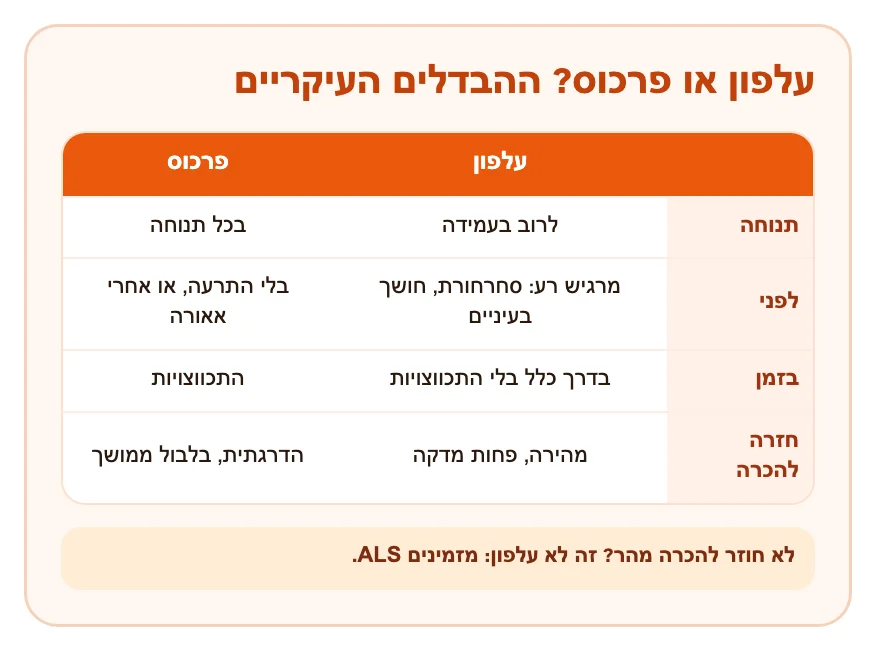 עלפון או פרכוס? ההבדלים העיקריים
עלפון פרכוס
תנוחה לרוב בעמידה בכל תנוחה
לפני מרגיש רע: סחרחורת, חושך בעיניים בלי התרעה, או אחרי אאורה
בזמן בדרך כלל בלי התכווצויות התכווצויות
חזרה להכרה מהירה, פחות מדקה הדרגתית, בלבול ממושך
לא חוזר להכרה מהר? זה לא עלפון: מזמינים ALS.